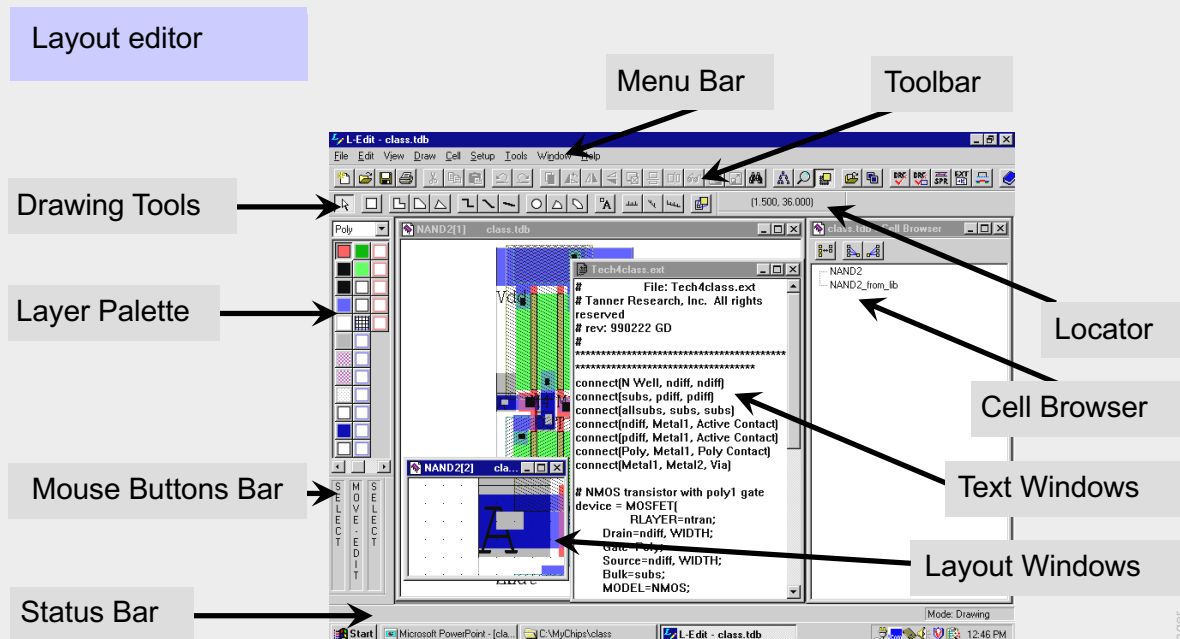 Layout editor
Menu Bar
Toolbar
L-Edit - class.tdb
File Edit View Draw Cell Setup Tools Window Help
Drawing Tools
(1.500, 36.000)
Poly
NAND2[1] class.tdb
class.tdb - Cell Browser
Tech4class.ext
NAND2
NAND2_from_lib
Vdd
# File: Tech4class.ext
# Tanner Research, Inc. All rights
reserved
# rev: 990222 GD
#
*****************************************
***********************************
connect(N Well, ndiff, ndiff)
connect(subs, pdiff, pdiff)
connect(allsubs, subs, subs)
connect(ndiff, Metal1, Active Contact)
connect(pdiff, Metal1, Active Contact)
connect(Poly, Metal1, Poly Contact)
connect(Metal1, Metal2, Via)
# NMOS transistor with poly1 gate
device = MOSFET(
RLAYER=ntran;
Drain=ndiff, WIDTH;
Gate=Poly;
Source=ndiff, WIDTH;
Bulk=subs;
MODEL=NMOS;
Layer Palette
Locator
Cell Browser
NAND2[2] cla...
A
Mouse Buttons Bar
SELECT
MOVE-EDIT
SELECT
Text Windows
Layout Windows
Status Bar
Mode: Drawing
Start
Microsoft PowerPoint - [cla...
C:\MyChips\class
L-Edit - class.tdb
12:46 PM